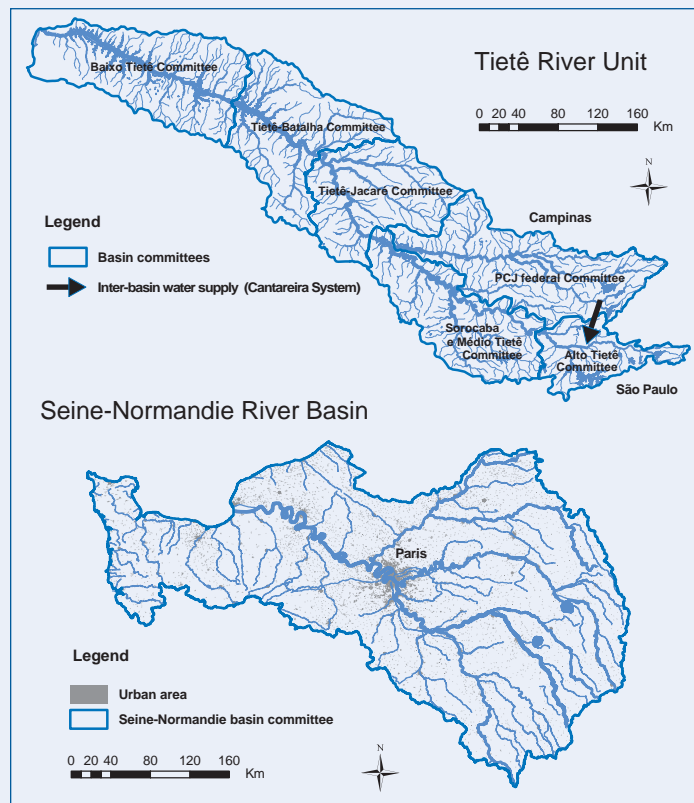 Tietê River Unit
Baixo Tietê Committee
Tietê-Batalha Committee
0 20 40 80 120 160
Km
Tietê-Jacaré Committee
N
Campinas
Legend
Basin committees
Inter-basin water supply (Cantareira System)
PCJ federal Committee
Sorocaba
e Médio Tietê
Committee
Alto Tietê
Committee
São Paulo
Seine-Normandie River Basin
Paris
Legend
Urban area
Seine-Normandie basin committee
0 20 40 80 120 160
Km
N